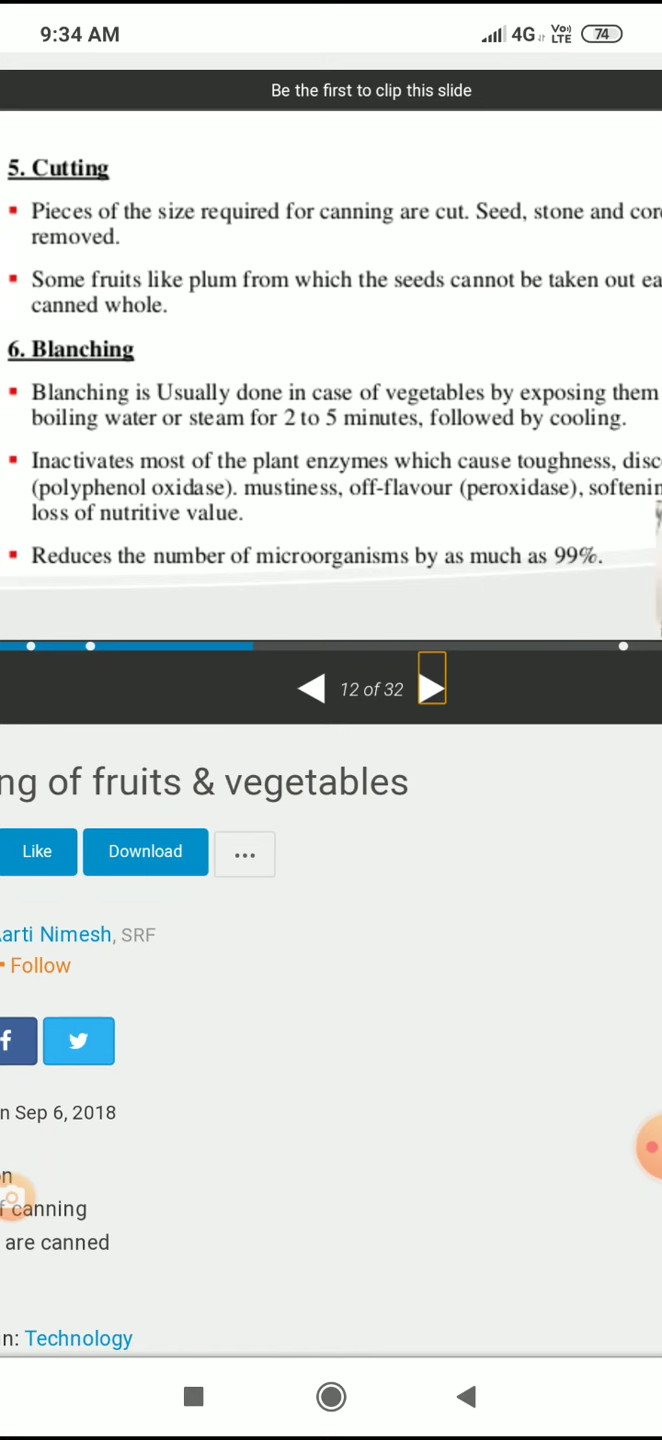 9:34 AM
4G Vo)) LTE 74
Be the first to clip this slide
5. Cutting
▪ Pieces of the size required for canning are cut. Seed, stone and
removed.
▪ Some fruits like plum from which the seeds cannot be taken out
canned whole.
6. Blanching
▪ Blanching is Usually done in case of vegetables by exposing them
boiling water or steam for 2 to 5 minutes, followed by cooling.
▪ Inactivates most of the plant enzymes which cause toughness,
(polyphenol oxidase). mustiness, off-flavour (peroxidase),
loss of nutritive value.
▪ Reduces the number of microorganisms by as much as 99%.
12 of 32
ng of fruits & vegetables
Like Download ...
arti Nimesh, SRF
Follow
f
n Sep 6, 2018
n
f canning
are canned
n: Technology